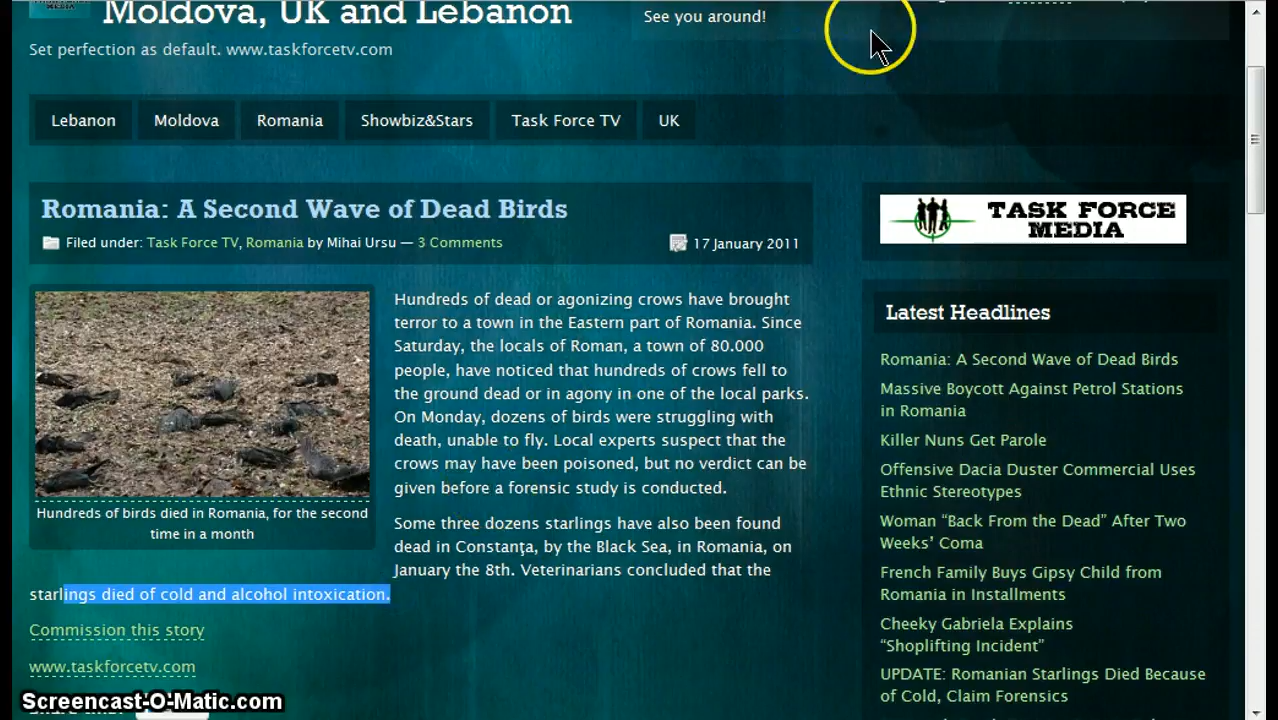 Moldova, UK and Lebanon
See you around!
Set perfection as default. www.taskforcetv.com
Lebanon Moldova Romania Showbiz&Stars Task Force TV UK
Romania: A Second Wave of Dead Birds
Filed under: Task Force TV, Romania by Mihai Ursu — 3 Comments
17 January 2011
Hundreds of birds died in Romania, for the second
time in a month
Hundreds of dead or agonizing crows have brought
terror to a town in the Eastern part of Romania. Since
Saturday, the locals of Roman, a town of 80.000
people, have noticed that hundreds of crows fell to
the ground dead or in agony in one of the local parks.
On Monday, dozens of birds were struggling with
death, unable to fly. Local experts suspect that the
crows may have been poisoned, but no verdict can be
given before a forensic study is conducted.
Some three dozens starlings have also been found
dead in Constanţa, by the Black Sea, in Romania, on
January the 8th. Veterinarians concluded that the
starlings died of cold and alcohol intoxication.
Commission this story
www.taskforcetv.com
TASK FORCE
MEDIA
Latest Headlines
Romania: A Second Wave of Dead Birds
Massive Boycott Against Petrol Stations
in Romania
Killer Nuns Get Parole
Offensive Dacia Duster Commercial Uses
Ethnic Stereotypes
Woman “Back From the Dead” After Two
Weeks’ Coma
French Family Buys Gipsy Child from
Romania in Installments
Cheeky Gabriela Explains
“Shoplifting Incident”
UPDATE: Romanian Starlings Died Because
of Cold, Claim Forensics
Screencast-O-Matic.com